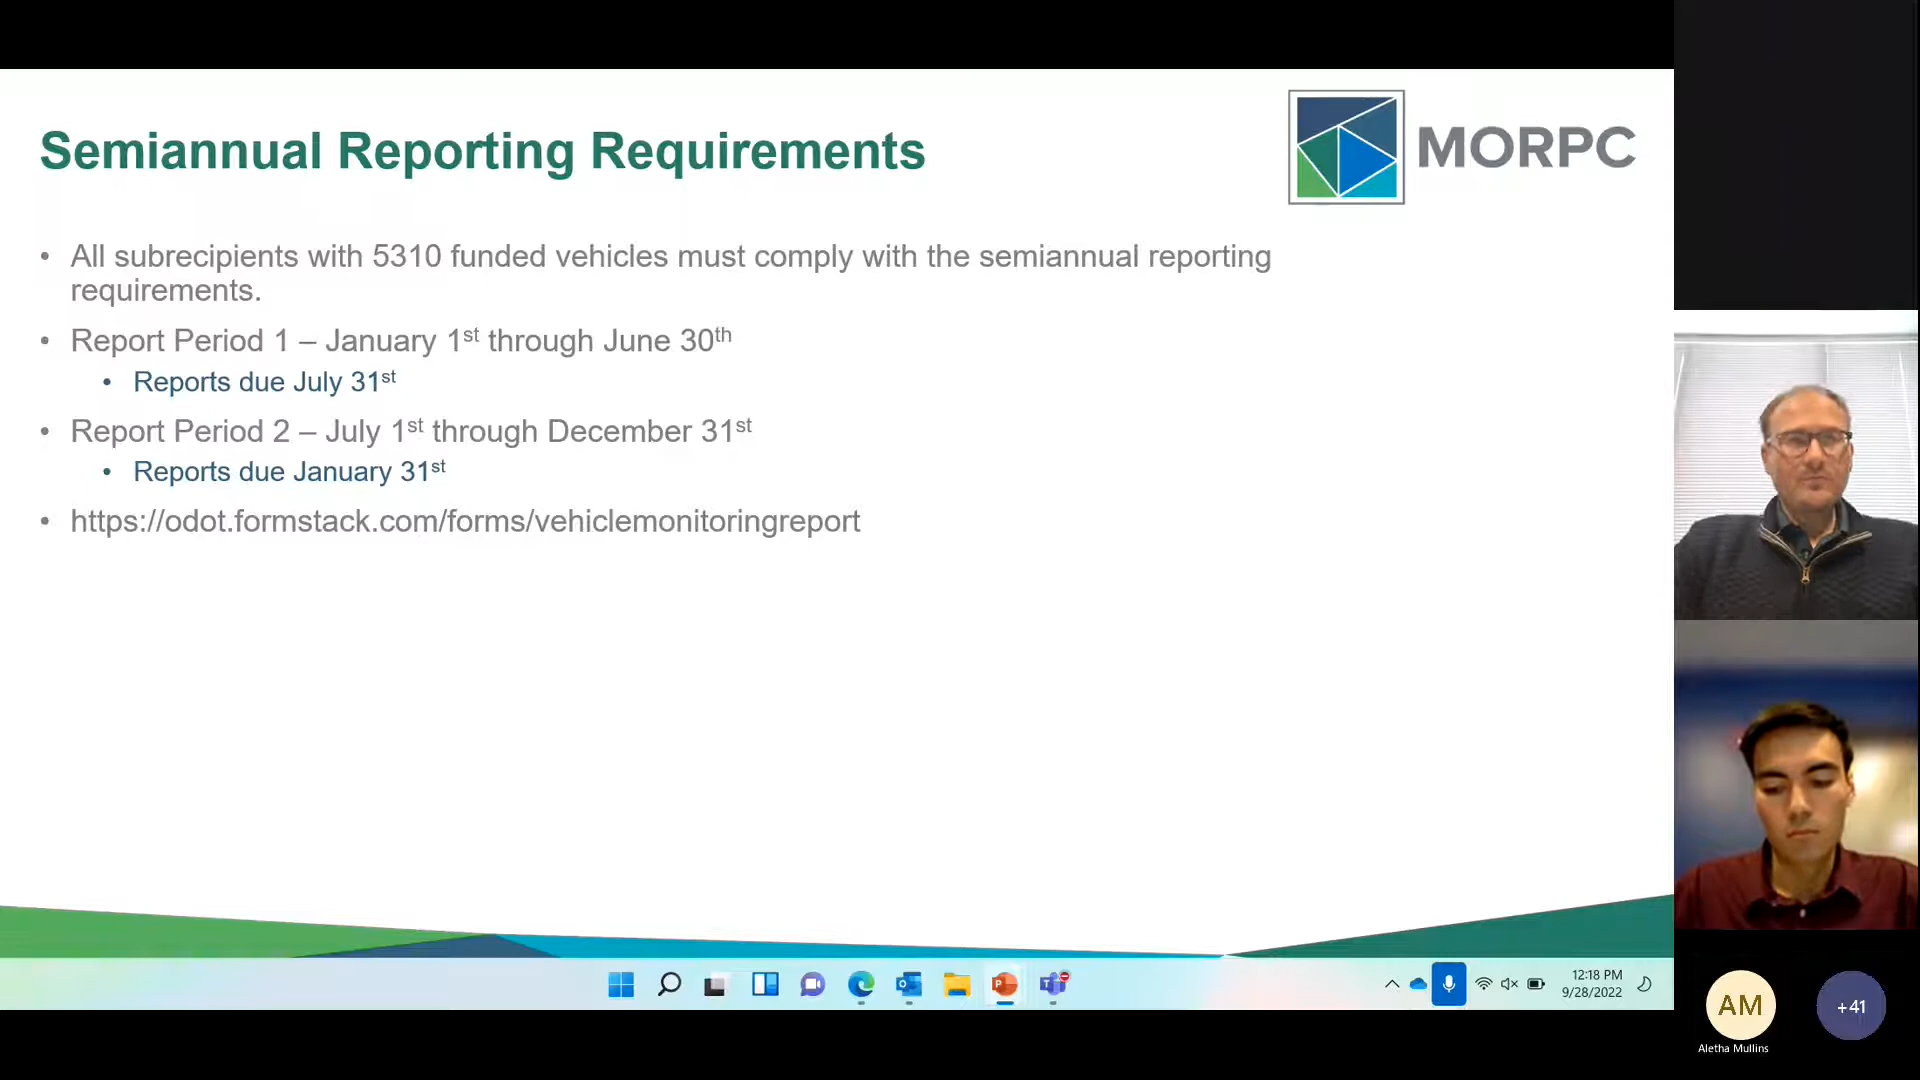 Semiannual Reporting Requirements
MORPC
• All subrecipients with 5310 funded vehicles must comply with the semiannual reporting
requirements.
• Report Period 1 – January 1st through June 30th
• Reports due July 31st
• Report Period 2 – July 1st through December 31st
• Reports due January 31st
• https://odot.formstack.com/forms/vehiclemonitoringreport
12:18 PM
9/28/2022
AM
+41
Aletha Mullins